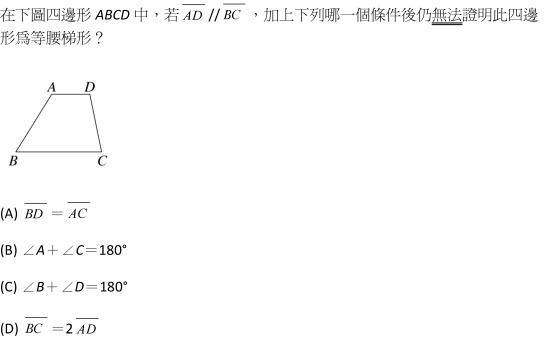 在下圖四邊形 ABCD 中，若 \overline{AD} // \overline{BC} ，加上下列哪一個條件後仍無法證明此四邊
形爲等腰梯形？
A D
B C
(A) \overline{BD} = \overline{AC}
(B) ∠A＋∠C＝180°
(C) ∠B＋∠D＝180°
(D) \overline{BC} ＝2 \overline{AD}